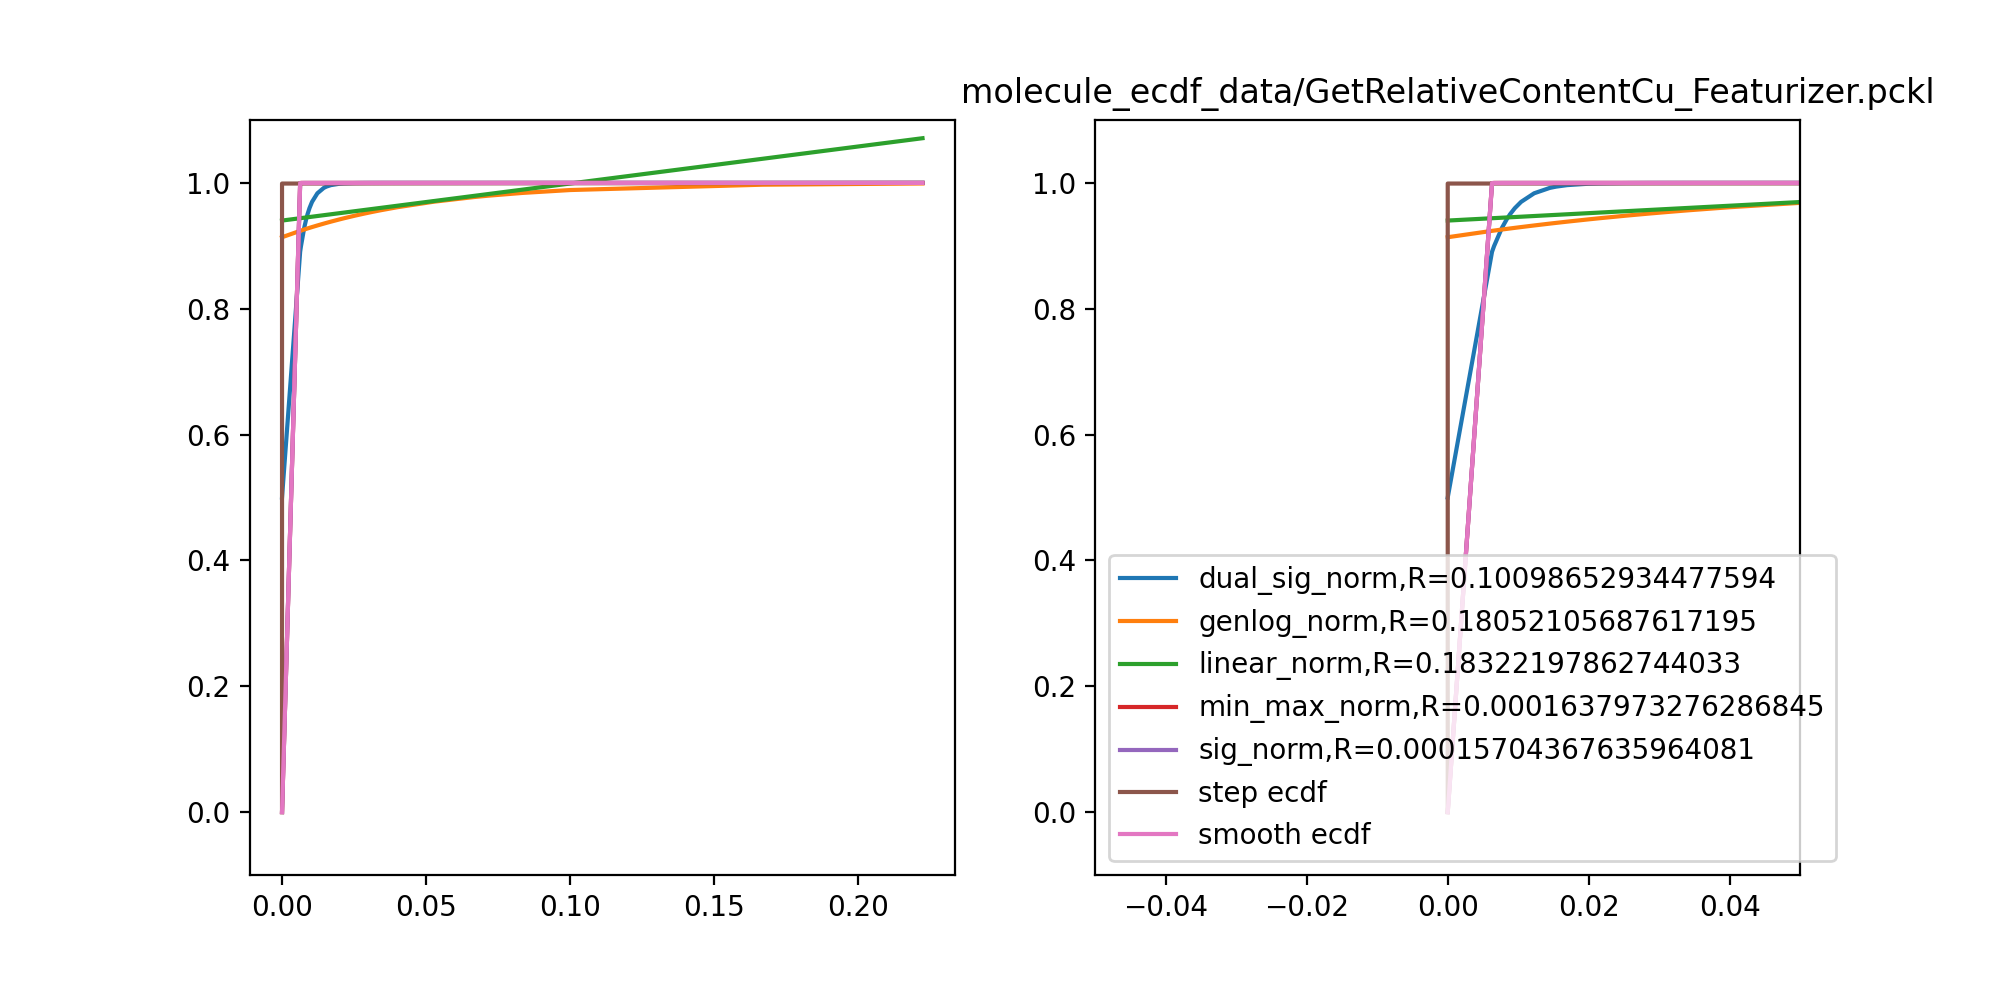 molecule_ecdf_data/GetRelativeContentCu_Featurizer.pckl
1.0
0.8
0.6
0.4
0.2
0.0
0.00 0.05 0.10 0.15 0.20
1.0
0.8
0.6
0.4
0.2
0.0
dual_sig_norm,R=0.10098652934477594
genlog_norm,R=0.18052105687617195
linear_norm,R=0.18322197862744033
min_max_norm,R=0.0001637973276286845
sig_norm,R=0.00015704367635964081
step ecdf
smooth ecdf
−0.04 −0.02 0.00 0.02 0.04